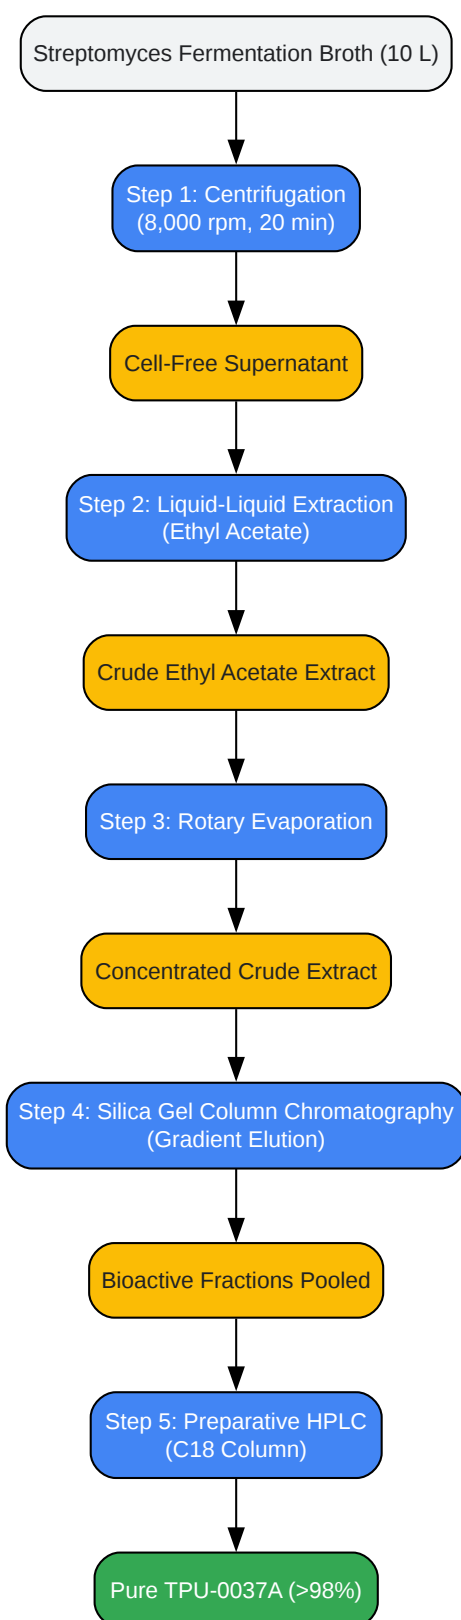 Streptomyces Fermentation Broth (10 L)
Step 1: Centrifugation
(8,000 rpm, 20 min)
Cell-Free Supernatant
Step 2: Liquid-Liquid Extraction
(Ethyl Acetate)
Crude Ethyl Acetate Extract
Step 3: Rotary Evaporation
Concentrated Crude Extract
Step 4: Silica Gel Column Chromatography
(Gradient Elution)
Bioactive Fractions Pooled
Step 5: Preparative HPLC
(C18 Column)
Pure TPU-0037A (>98%)